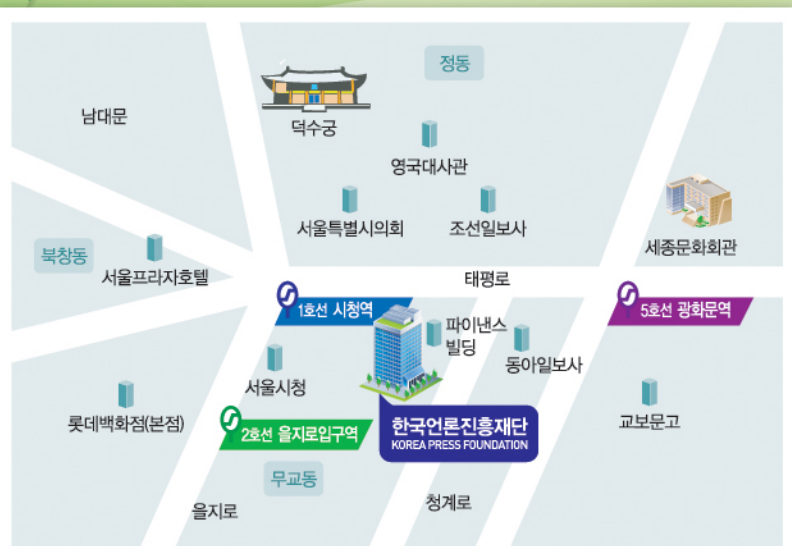 정동
남대문
덕수궁
영국대사관
서울특별시의회
조선일보사
세종문화회관
북창동
서울프라자호텔
태평로
1호선 시청역
5호선 광화문역
파이낸스
빌딩
동아일보사
서울시청
롯데백화점(본점)
2호선 을지로입구역
한국언론진흥재단
KOREA PRESS FOUNDATION
교보문고
무교동
을지로
청계로